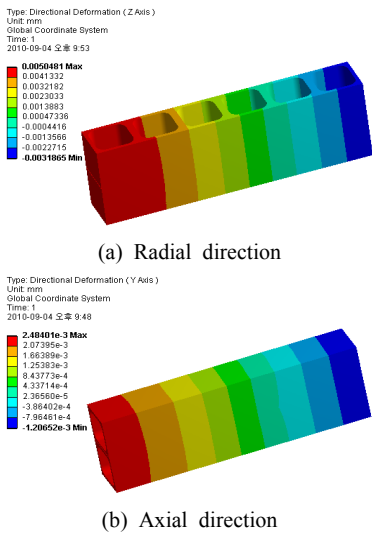 Type: Directional Deformation ( Z Axis )
Unit: mm
Global Coordinate System
Time: 1
2010-09-04 오후 9:53
0.0050481 Max
0.0041332
0.0032182
0.0023033
0.0013883
0.00047336
-0.0004416
-0.0013566
-0.0022715
-0.0031865 Min
(a) Radial direction
Type: Directional Deformation ( Y Axis )
Unit: mm
Global Coordinate System
Time: 1
2010-09-04 오후 9:48
2.48401e-3 Max
2.07395e-3
1.66389e-3
1.25383e-3
8.43773e-4
4.33714e-4
2.36560e-5
-3.86402e-4
-7.96461e-4
-1.20652e-3 Min
(b) Axial direction